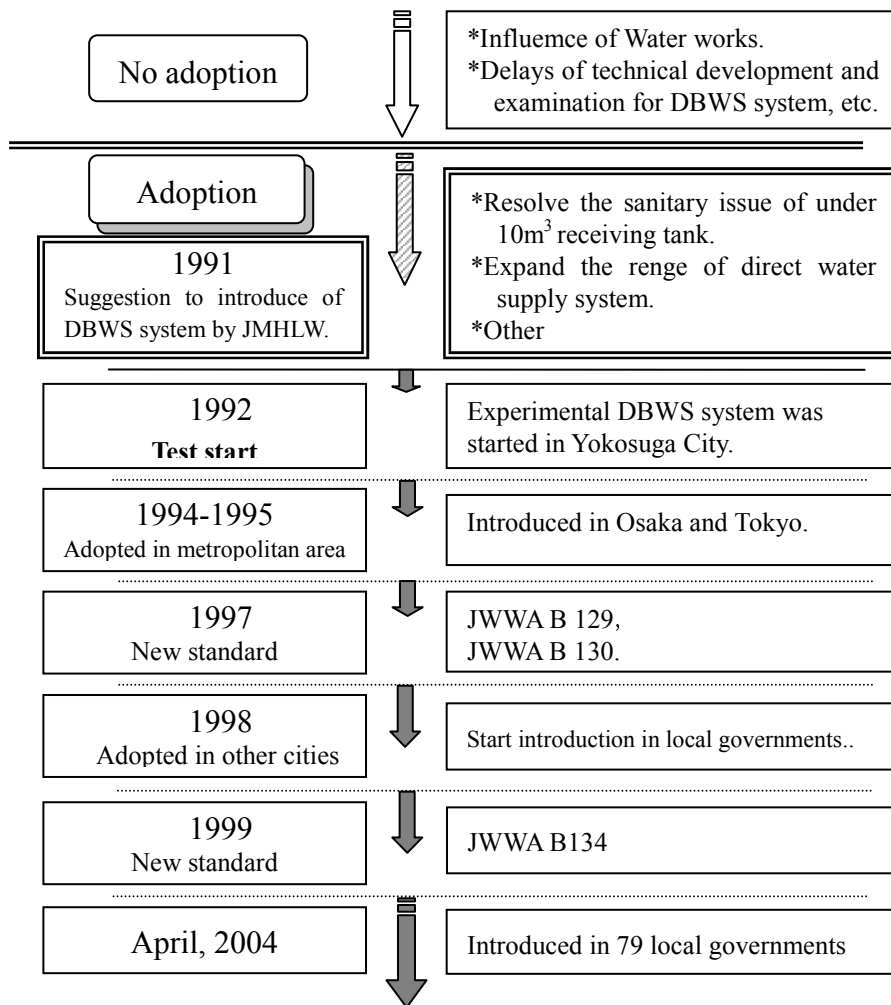 No adoption
*Influemce of Water works.
*Delays of technical development and
examination for DBWS system, etc.
Adoption
1991
Suggestion to introduce of
DBWS system by JMHLW.
*Resolve the sanitary issue of under
10m³ receiving tank.
*Expand the renge of direct water
supply system.
*Other
1992
Test start
Experimental DBWS system was
started in Yokosuga City.
1994-1995
Adopted in metropolitan area
Introduced in Osaka and Tokyo.
1997
New standard
JWWA B 129,
JWWA B 130.
1998
Adopted in other cities
Start introduction in local governments..
1999
New standard
JWWA B134
April, 2004
Introduced in 79 local governments